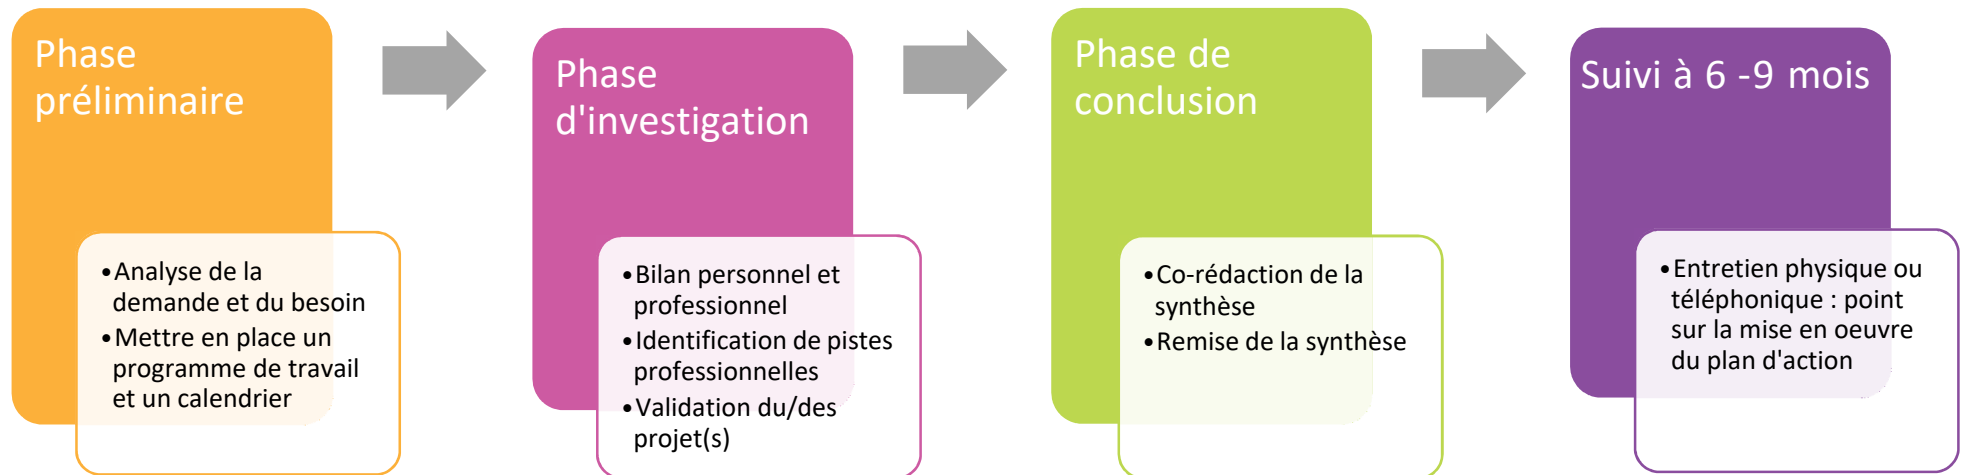 Phase
préliminaire
•Analyse de la
demande et du besoin
•Mettre en place un
programme de travail
et un calendrier
Phase
d'investigation
•Bilan personnel et
professionnel
•Identification de pistes
professionnelles
•Validation du/des
projet(s)
Phase de
conclusion
•Co-rédaction de la
synthèse
•Remise de la synthèse
Suivi à 6 -9 mois
•Entretien physique ou
téléphonique : point
sur la mise en oeuvre
du plan d'action